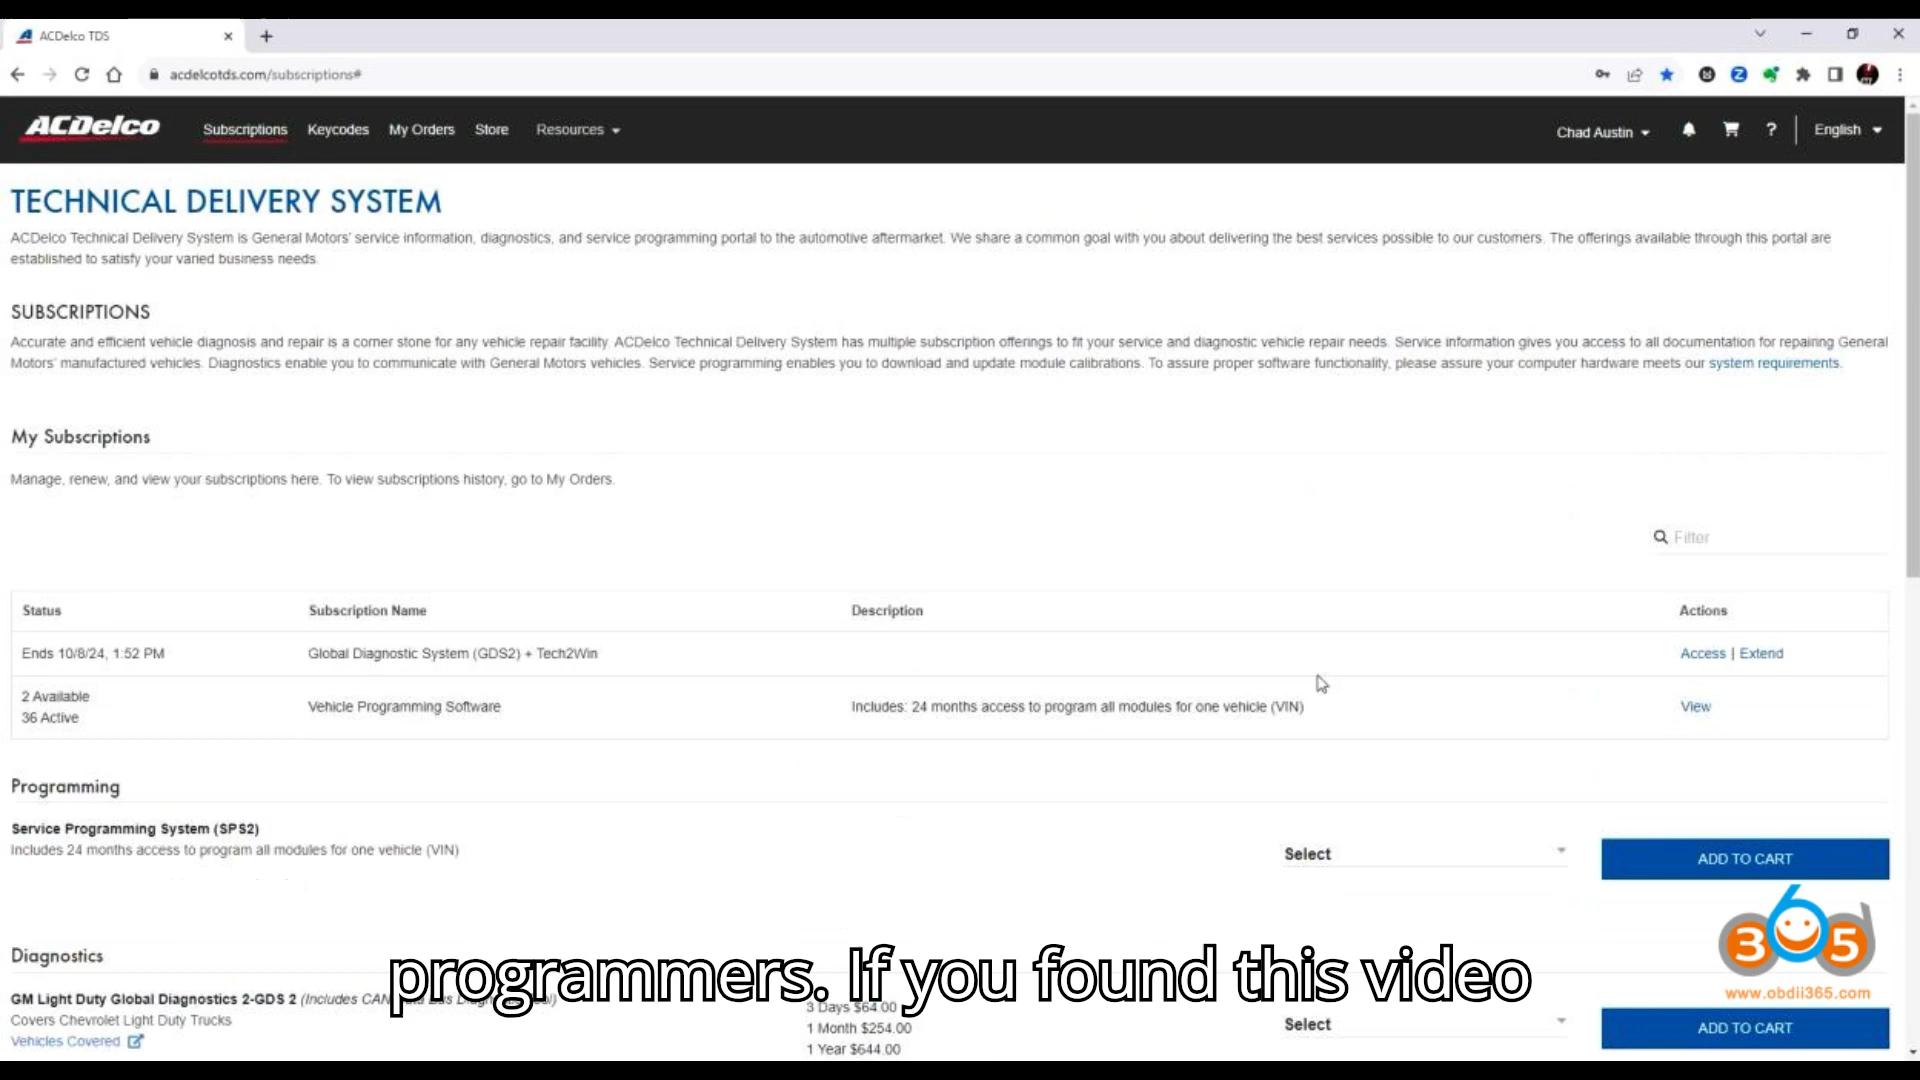 ACDelco TDS
acdelcotds.com/subscriptions#
ACDelco Subscriptions Keycodes My Orders Store Resources Chad Austin ? English
TECHNICAL DELIVERY SYSTEM
ACDelco Technical Delivery System is General Motors' service information, diagnostics, and service programming portal to the automotive aftermarket. We share a common goal with you about delivering the best services possible to our customers. The offerings available through this portal are
established to satisfy your varied business needs.
SUBSCRIPTIONS
Accurate and efficient vehicle diagnosis and repair is a corner stone for any vehicle repair facility. ACDelco Technical Delivery System has multiple subscription offerings to fit your service and diagnostic vehicle repair needs. Service information gives you access to all documentation for repairing General
Motors' manufactured vehicles. Diagnostics enable you to communicate with General Motors vehicles. Service programming enables you to download and update module calibrations. To assure proper software functionality, please assure your computer hardware meets our system requirements.
My Subscriptions
Manage, renew, and view your subscriptions here. To view subscriptions history, go to My Orders.
Filter
Status Subscription Name Description Actions
Ends 10/8/24, 1:52 PM Global Diagnostic System (GDS2) + Tech2Win Access | Extend
2 Available
36 Active
Vehicle Programming Software Includes: 24 months access to program all modules for one vehicle (VIN) View
Programming
Service Programming System (SPS2)
Includes 24 months access to program all modules for one vehicle (VIN)
Select ADD TO CART
Diagnostics
GM Light Duty Global Diagnostics 2-GDS 2 (Includes CAN
Covers Chevrolet Light Duty Trucks
Vehicles Covered
3 Days $64.00
1 Month $254.00
1 Year $644.00
Select ADD TO CART
programmers. If you found this video
365
www.obdii365.com